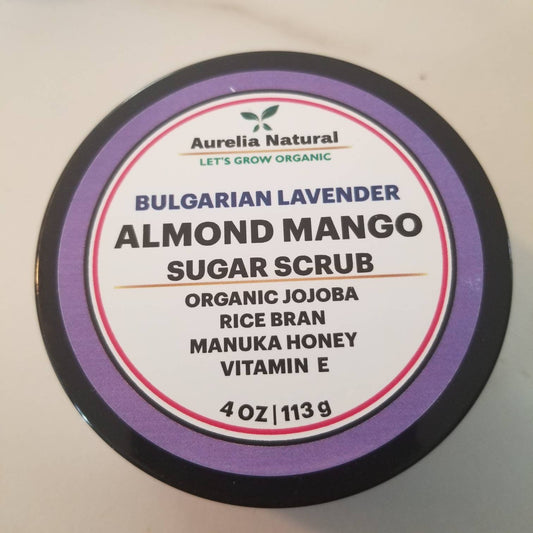 Aurelia Natural
LET'S GROW ORGANIC
BULGARIAN LAVENDER
ALMOND MANGO
SUGAR SCRUB
ORGANIC JOJOBA
RICE BRAN
MANUKA HONEY
VITAMIN E
4 OZ | 113 g